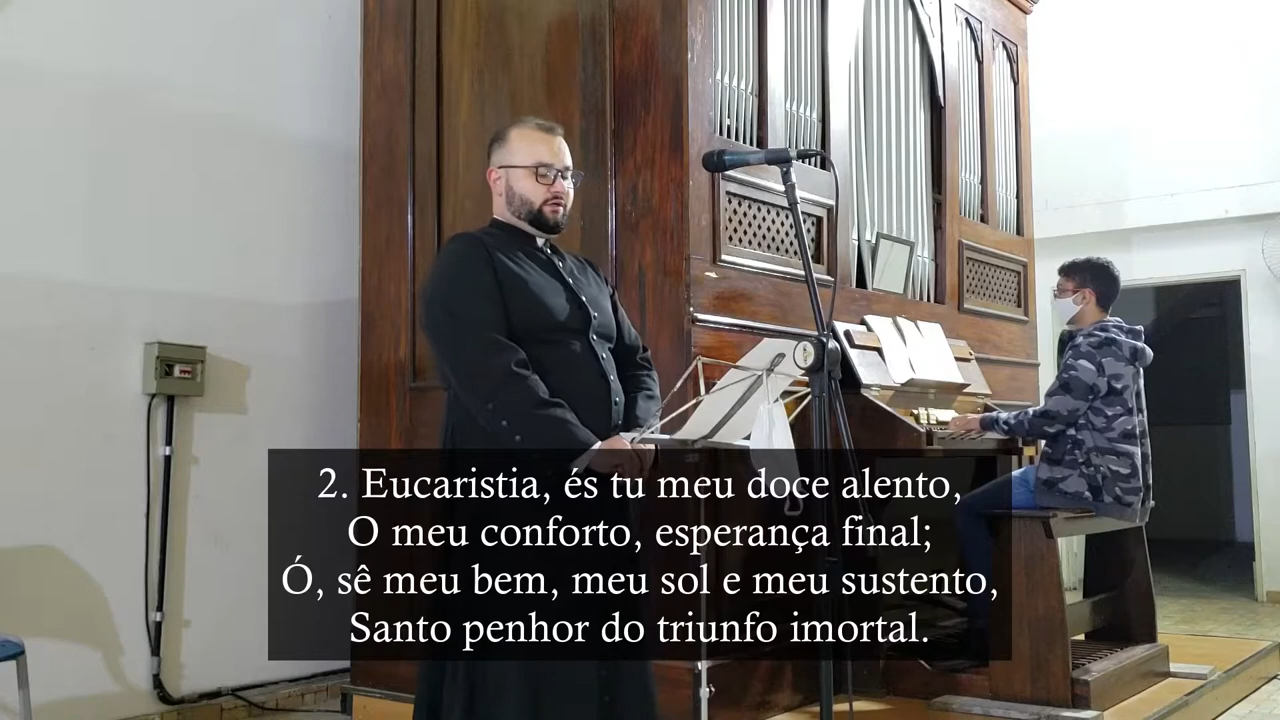 2. Eucaristia, és tu meu doce alento,
O meu conforto, esperança final;
Ó, sê meu bem, meu sol e meu sustento,
Santo penhor do triunfo imortal.